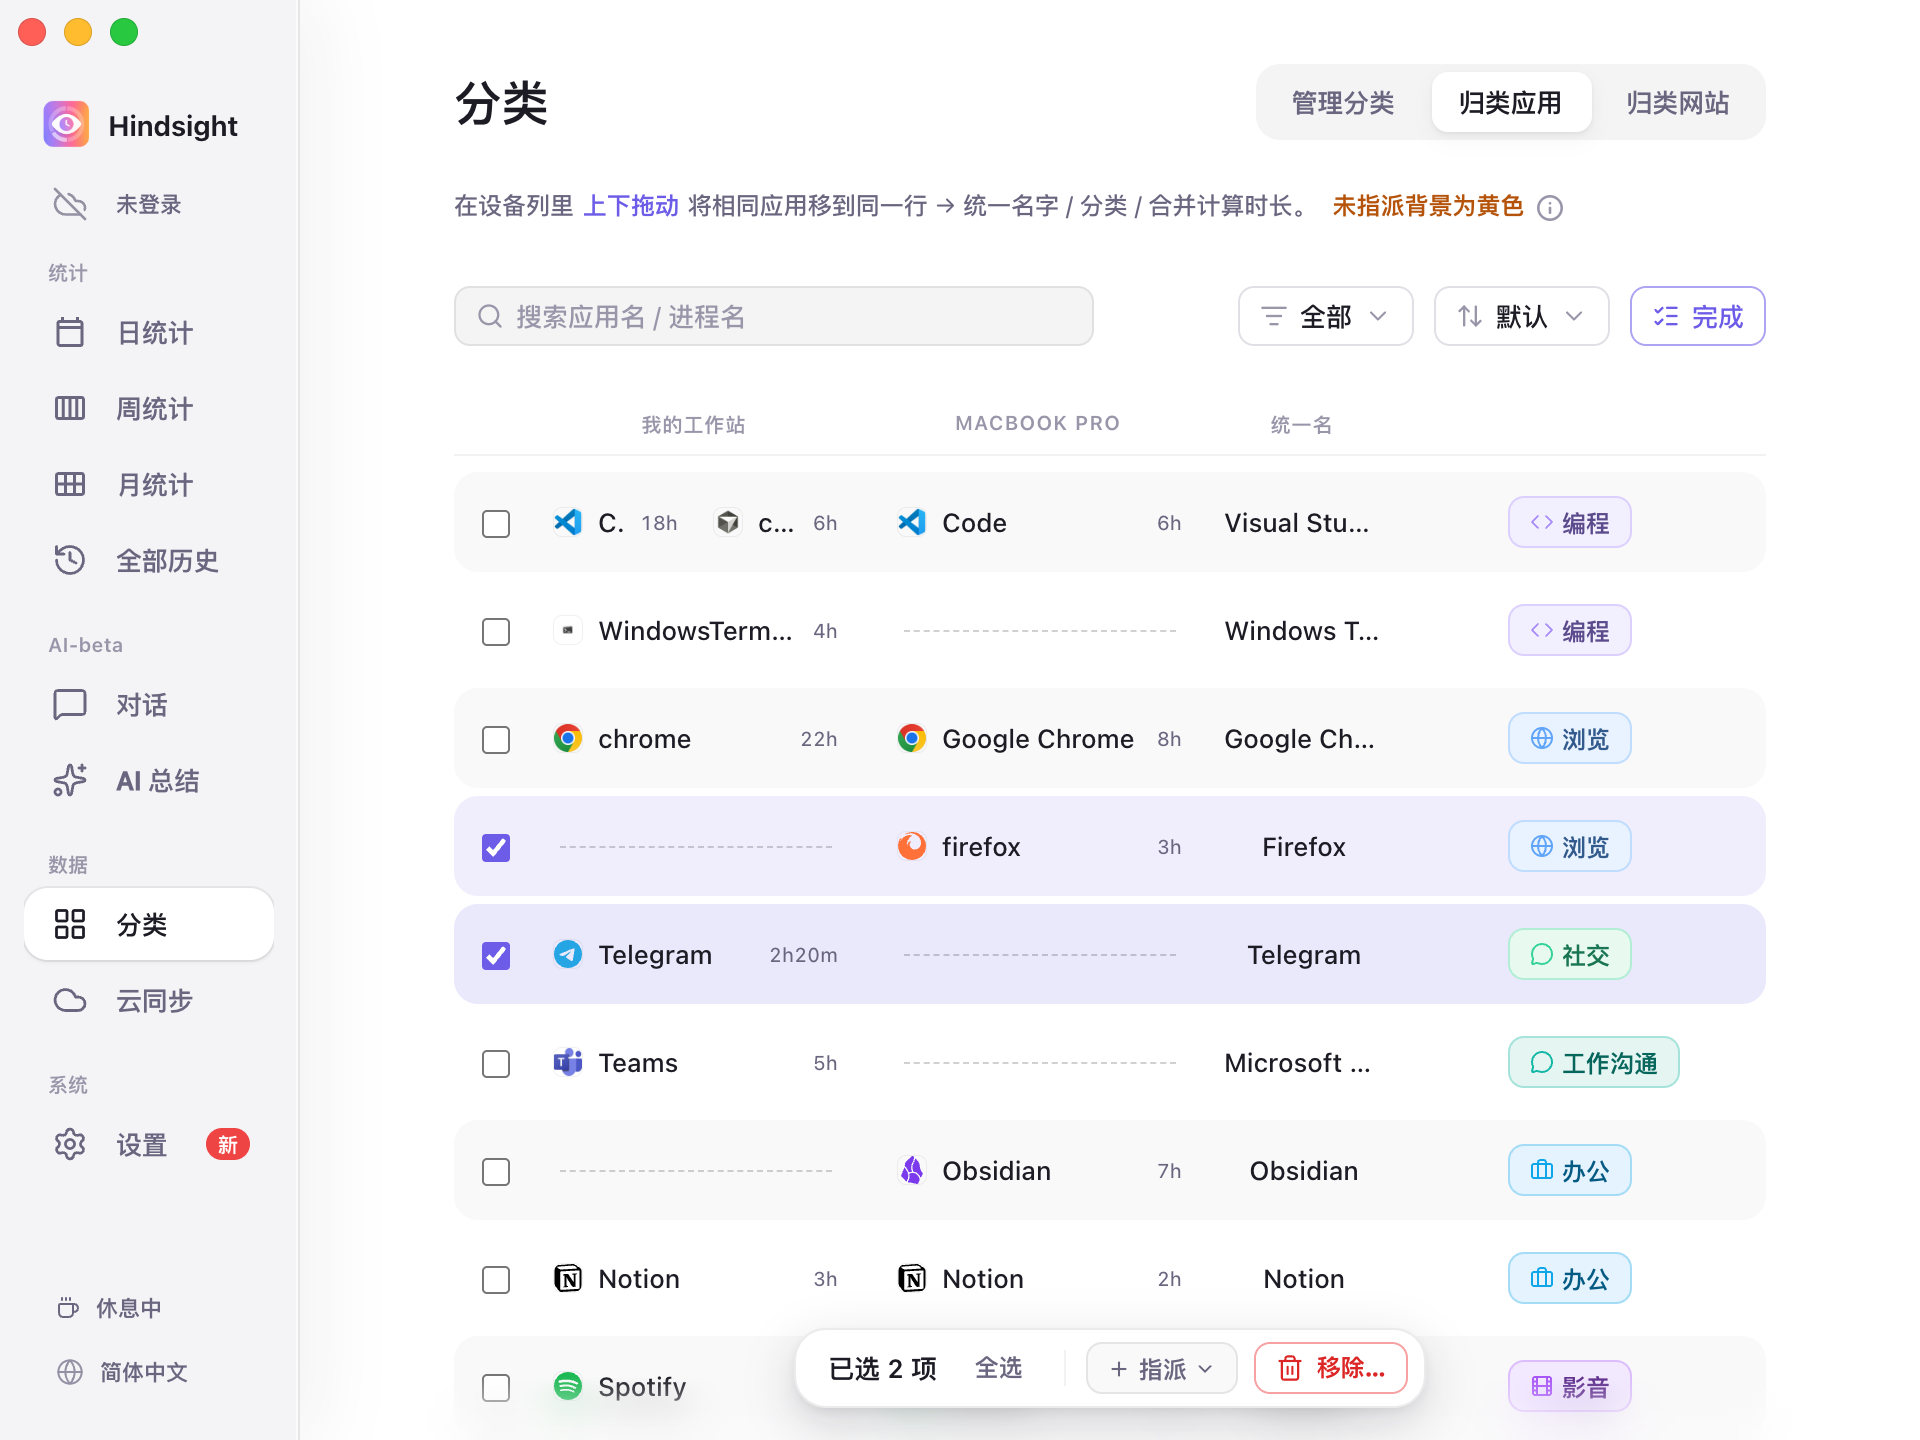 Hindsight
未登录
统计
日统计
周统计
月统计
全部历史
AI-beta
对话
AI 总结
数据
分类
云同步
系统
设置 新
休息中
简体中文
分类
管理分类 归类应用 归类网站
在设备列里 上下拖动 将相同应用移到同一行 → 统一名字 / 分类 / 合并计算时长。 未指派背景为黄色
搜索应用名 / 进程名 全部 默认 完成
我的工作站 MACBOOK PRO 统一名
C. 18h c... 6h Code 6h Visual Stu... 编程
WindowsTerm... 4h Windows T... 编程
chrome 22h Google Chrome 8h Google Ch... 浏览
firefox 3h Firefox 浏览
Telegram 2h20m Telegram 社交
Teams 5h Microsoft ... 工作沟通
Obsidian 7h Obsidian 办公
Notion 3h Notion 2h Notion 办公
Spotify 影音
已选 2 项 全选 指派 移除...